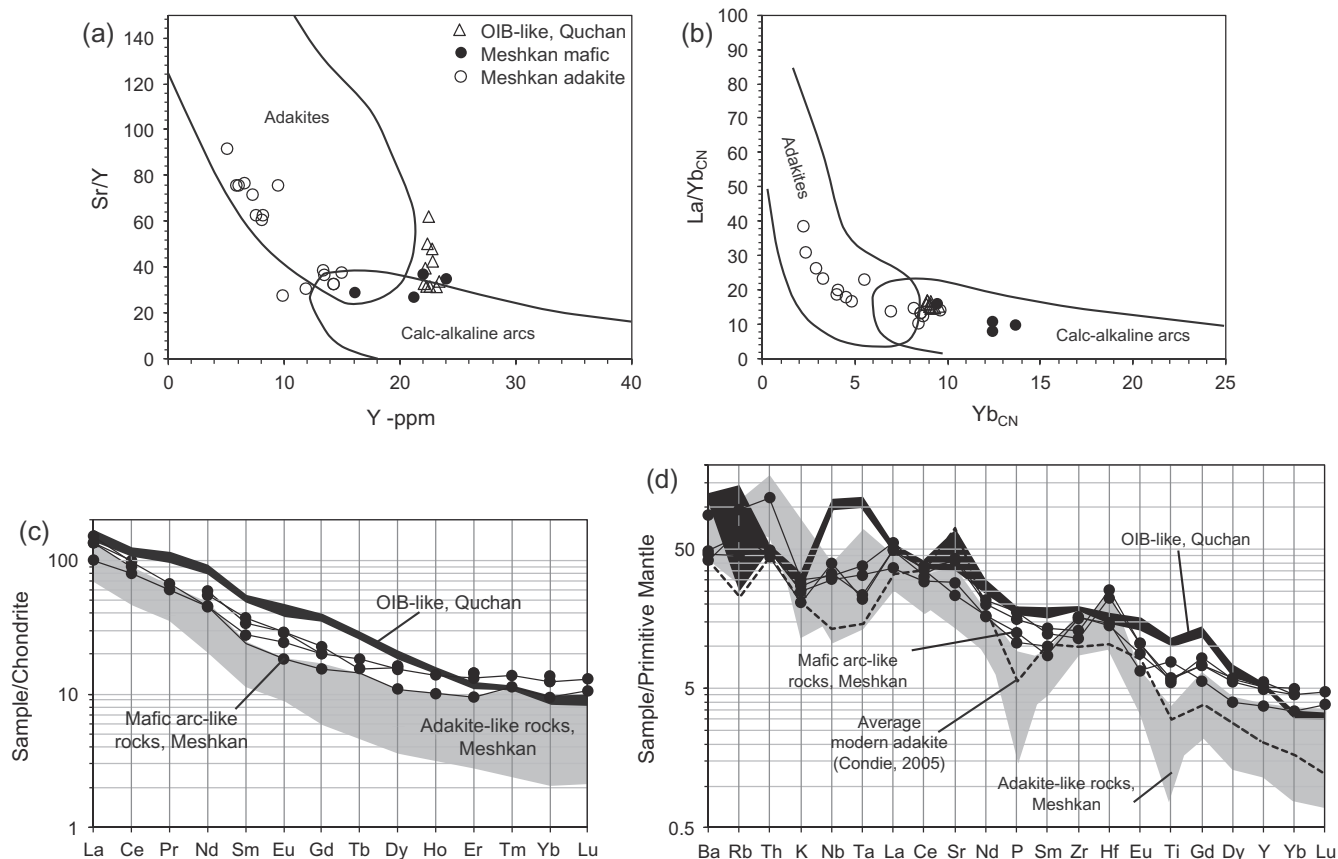 (a)
OIB-like, Quchan
Meshkan mafic
Meshkan adakite
Adakites
Calc-alkaline arcs
Sr/Y
140
120
100
80
60
40
20
0
0 10 20 30 40
Y -ppm
(b)
Adakites
Calc-alkaline arcs
La/YbCN
100
90
80
70
60
50
40
30
20
10
0
0 5 10 15 20 25
YbCN
(c)
OIB-like, Quchan
Mafic arc-like
rocks, Meshkan
Adakite-like rocks,
Meshkan
Sample/Chondrite
100
10
1
La Ce Pr Nd Sm Eu Gd Tb Dy Ho Er Tm Yb Lu
(d)
OIB-like, Quchan
Mafic arc-like
rocks, Meshkan
Average
modern adakite
(Condie, 2005)
Adakite-like rocks,
Meshkan
Sample/Primitive Mantle
50
5
0.5
Ba Rb Th K Nb Ta La Ce Sr Nd P Sm Zr Hf Eu Ti Gd Dy Y Yb Lu